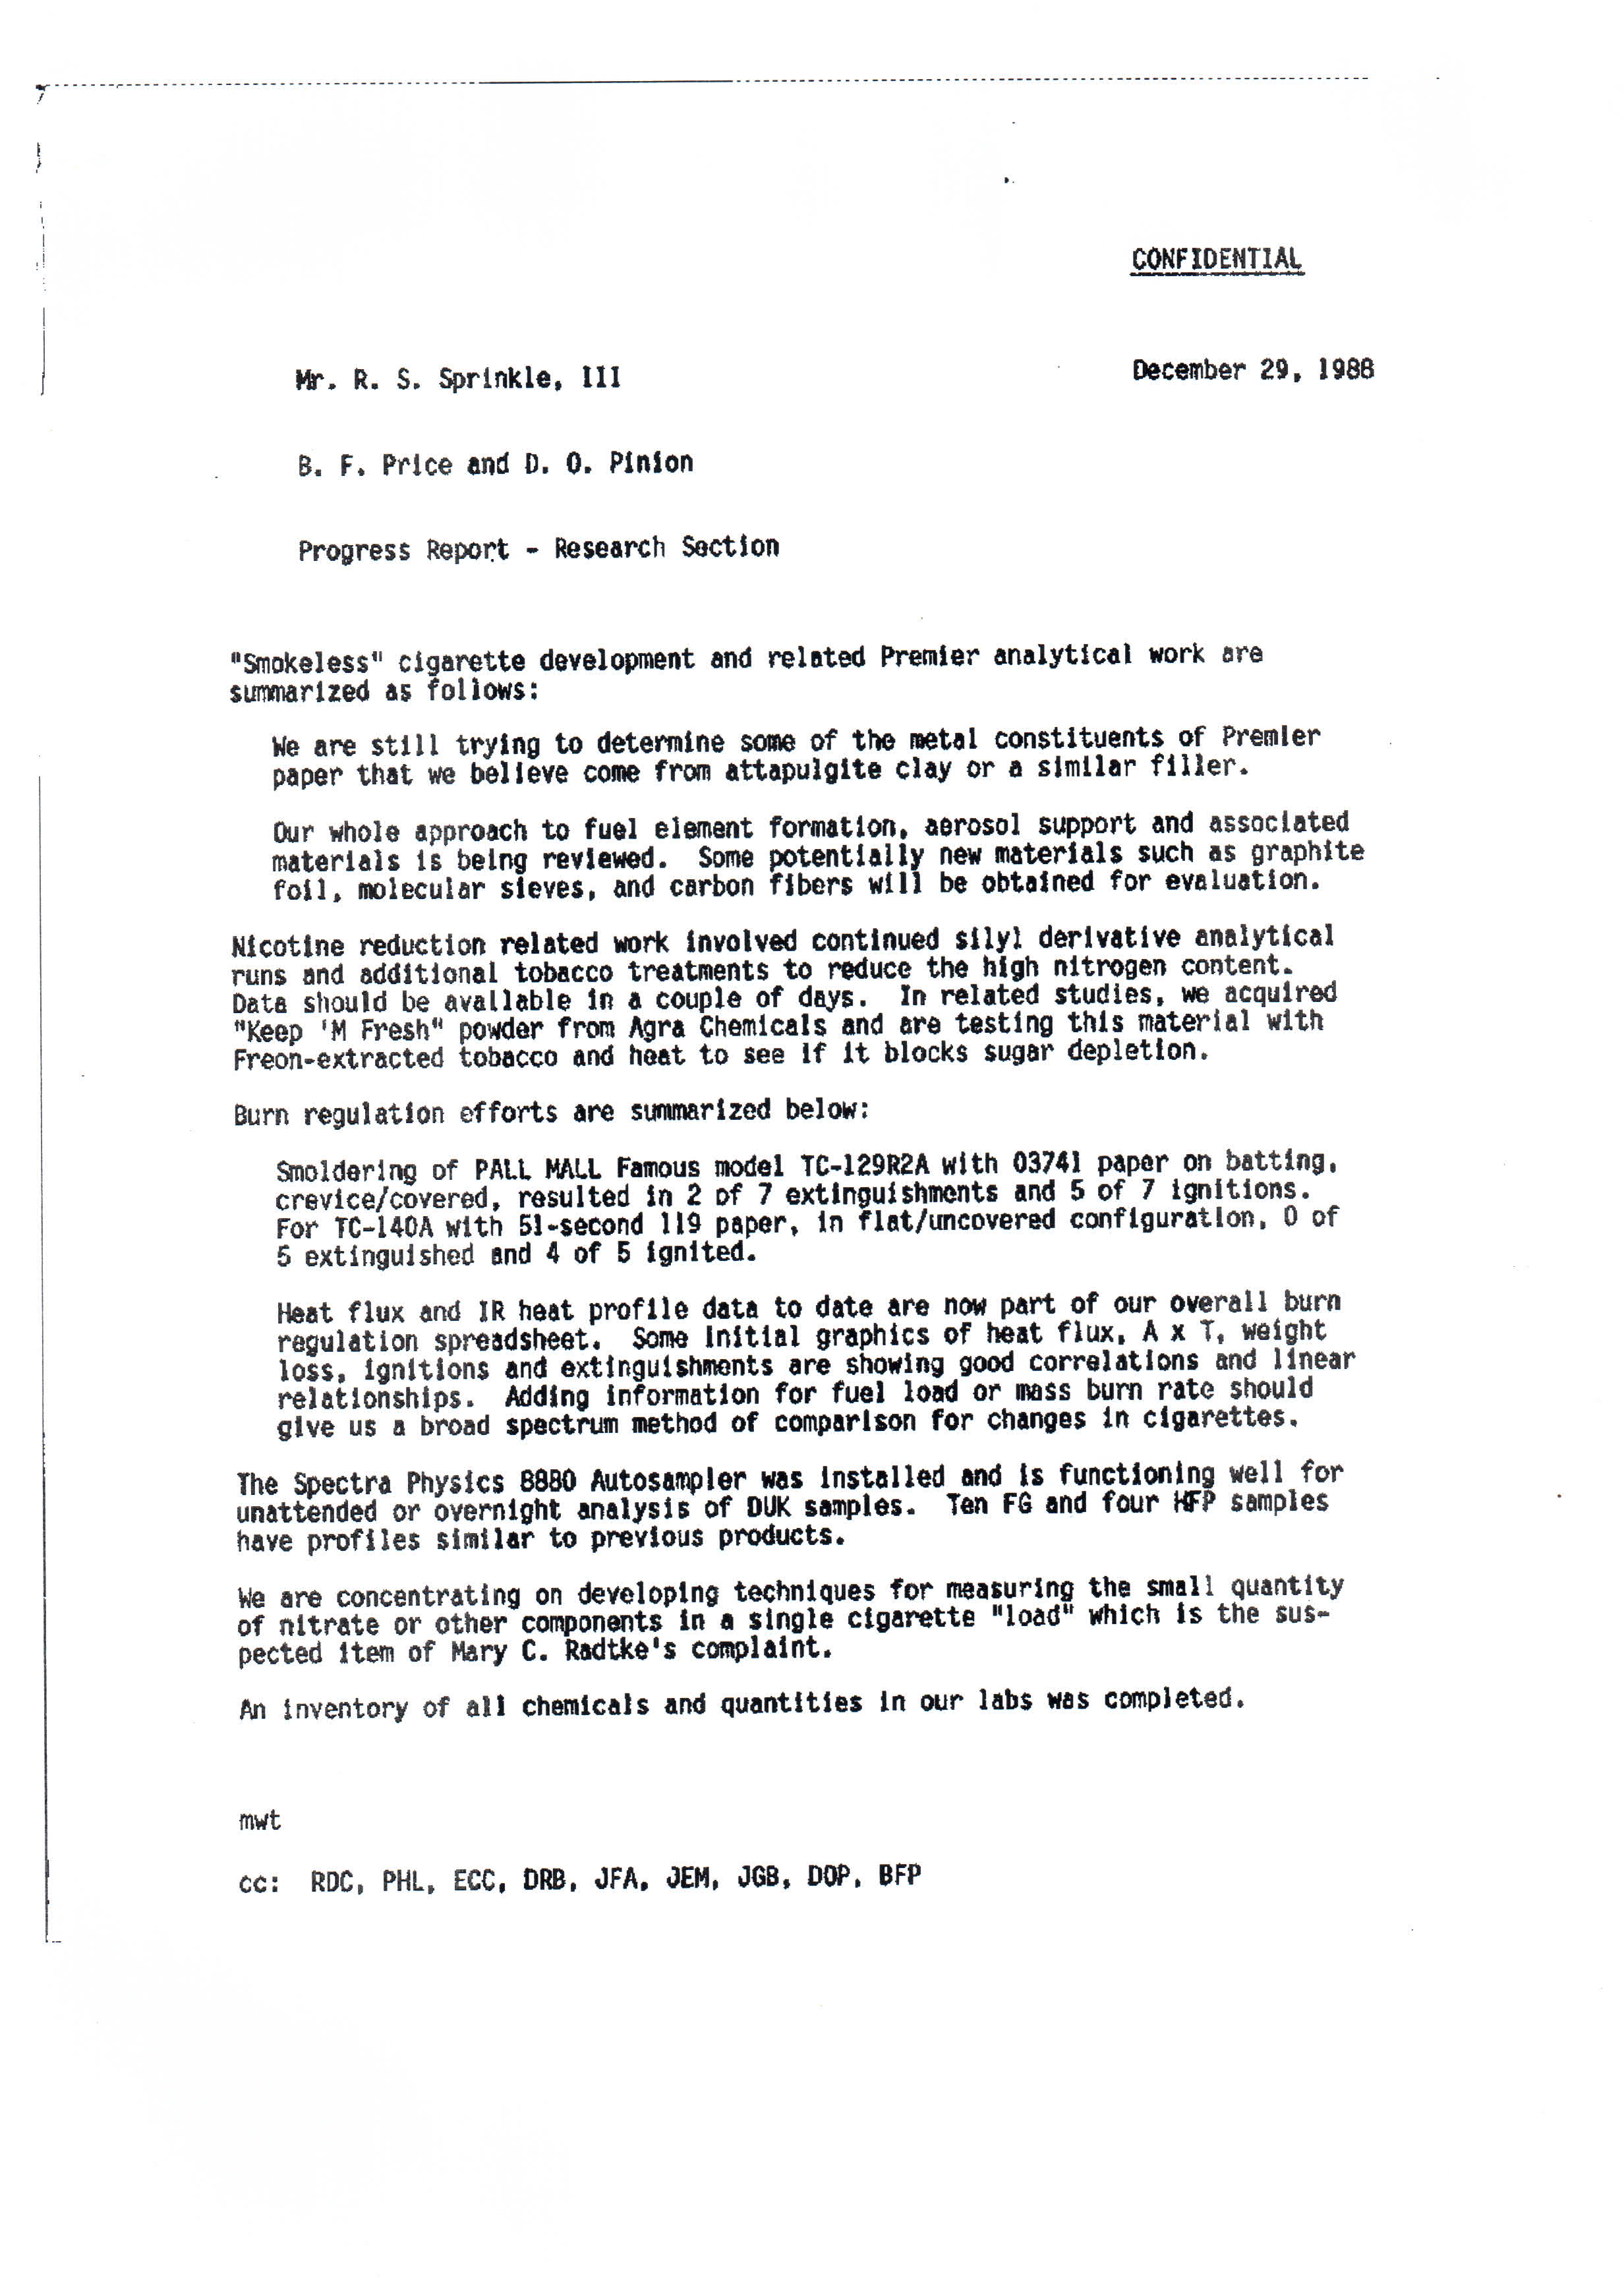 CONFIDENTIAL
Mr. R. S. Sprinkle, III
December 29, 1988
B. F. Price and D. O. Pinion
Progress Report - Research Section
"Smokeless" cigarette development and related Premier analytical work are
summarized as follows:
We are still trying to determine some of the metal constituents of Premier
paper that we believe come from attapulgite clay or a similar filler.
Our whole approach to fuel element formation, aerosol support and associated
materials is being reviewed.  Some potentially new materials such as graphite
foil, molecular sieves, and carbon fibers will be obtained for evaluation.
Nicotine reduction related work involved continued silyl derivative analytical
runs and additional tobacco treatments to reduce the high nitrogen content.
Data should be available in a couple of days.  In related studies, we acquired
"Keep 'M Fresh" powder from Agra Chemicals and are testing this material with
Freon-extracted tobacco and heat to see if it blocks sugar depletion.
Burn regulation efforts are summarized below:
Smoldering of PALL MALL Famous model TC-129R2A with 03741 paper on batting,
crevice/covered, resulted in 2 of 7 extinguishments and 5 of 7 ignitions.
For TC-140A with 51-second 119 paper, in flat/uncovered configuration, 0 of
5 extinguished and 4 of 5 ignited.
Heat flux and IR heat profile data to date are now part of our overall burn
regulation spreadsheet.  Some initial graphics of heat flux, A x T, weight
loss, ignitions and extinguishments are showing good correlations and linear
relationships.  Adding information for fuel load or mass burn rate should
give us a broad spectrum method of comparison for changes in cigarettes.
The Spectra Physics 8880 Autosampler was installed and is functioning well for
unattended or overnight analysis of DUK samples.  Ten FG and four HFP samples
have profiles similar to previous products.
We are concentrating on developing techniques for measuring the small quantity
of nitrate or other components in a single cigarette "load" which is the sus-
pected item of Mary C. Radtke's complaint.
An inventory of all chemicals and quantities in our labs was completed.
mwt
cc:  RDC, PHL, ECC, DRB, JFA, JEM, JGB, DOP, BFP